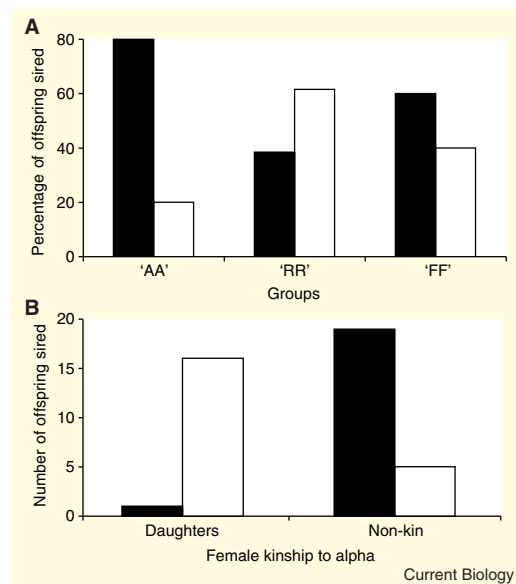 A
Percentage of offspring sired
80
60
40
20
0
'AA' 'RR' 'FF'
Groups
B
Number of offspring sired
20
15
10
5
0
Daughters Non-kin
Female kinship to alpha
Current Biology